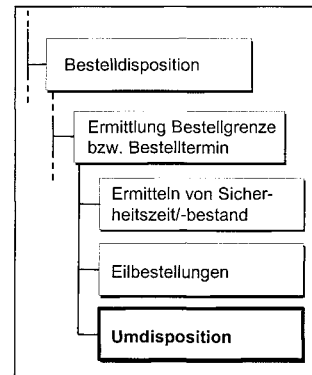 Bestelldisposition
Ermittlung Bestellgrenze
bzw. Bestelltermin
Ermitteln von Sicher-
heitszeit/-bestand
Eilbestellungen
Umdisposition